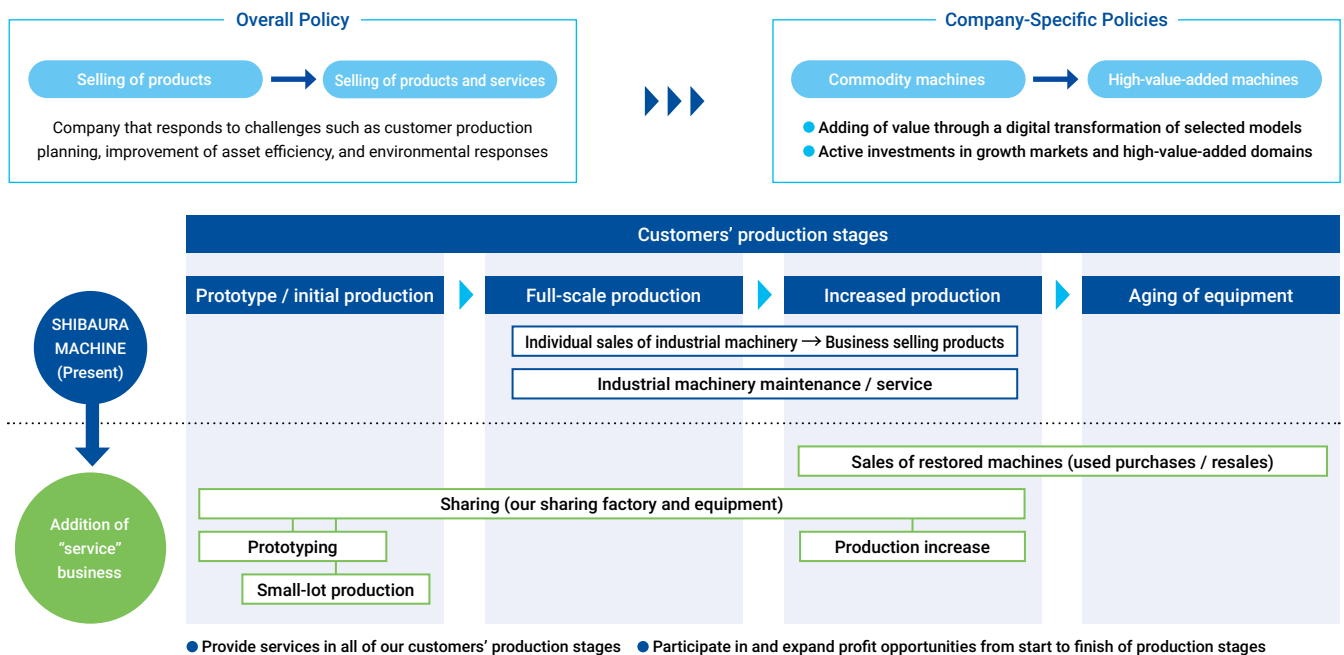 Overall Policy
Selling of products
Selling of products and services
Company that responds to challenges such as customer production
planning, improvement of asset efficiency, and environmental responses
Company-Specific Policies
Commodity machines
High-value-added machines
● Adding of value through a digital transformation of selected models
● Active investments in growth markets and high-value-added domains
Customers’ production stages
Prototype / initial production
Full-scale production
Increased production
Aging of equipment
SHIBAURA
MACHINE
(Present)
Individual sales of industrial machinery → Business selling products
Industrial machinery maintenance / service
Addition of
“service”
business
Sales of restored machines (used purchases / resales)
Sharing (our sharing factory and equipment)
Prototyping
Production increase
Small-lot production
● Provide services in all of our customers’ production stages
● Participate in and expand profit opportunities from start to finish of production stages